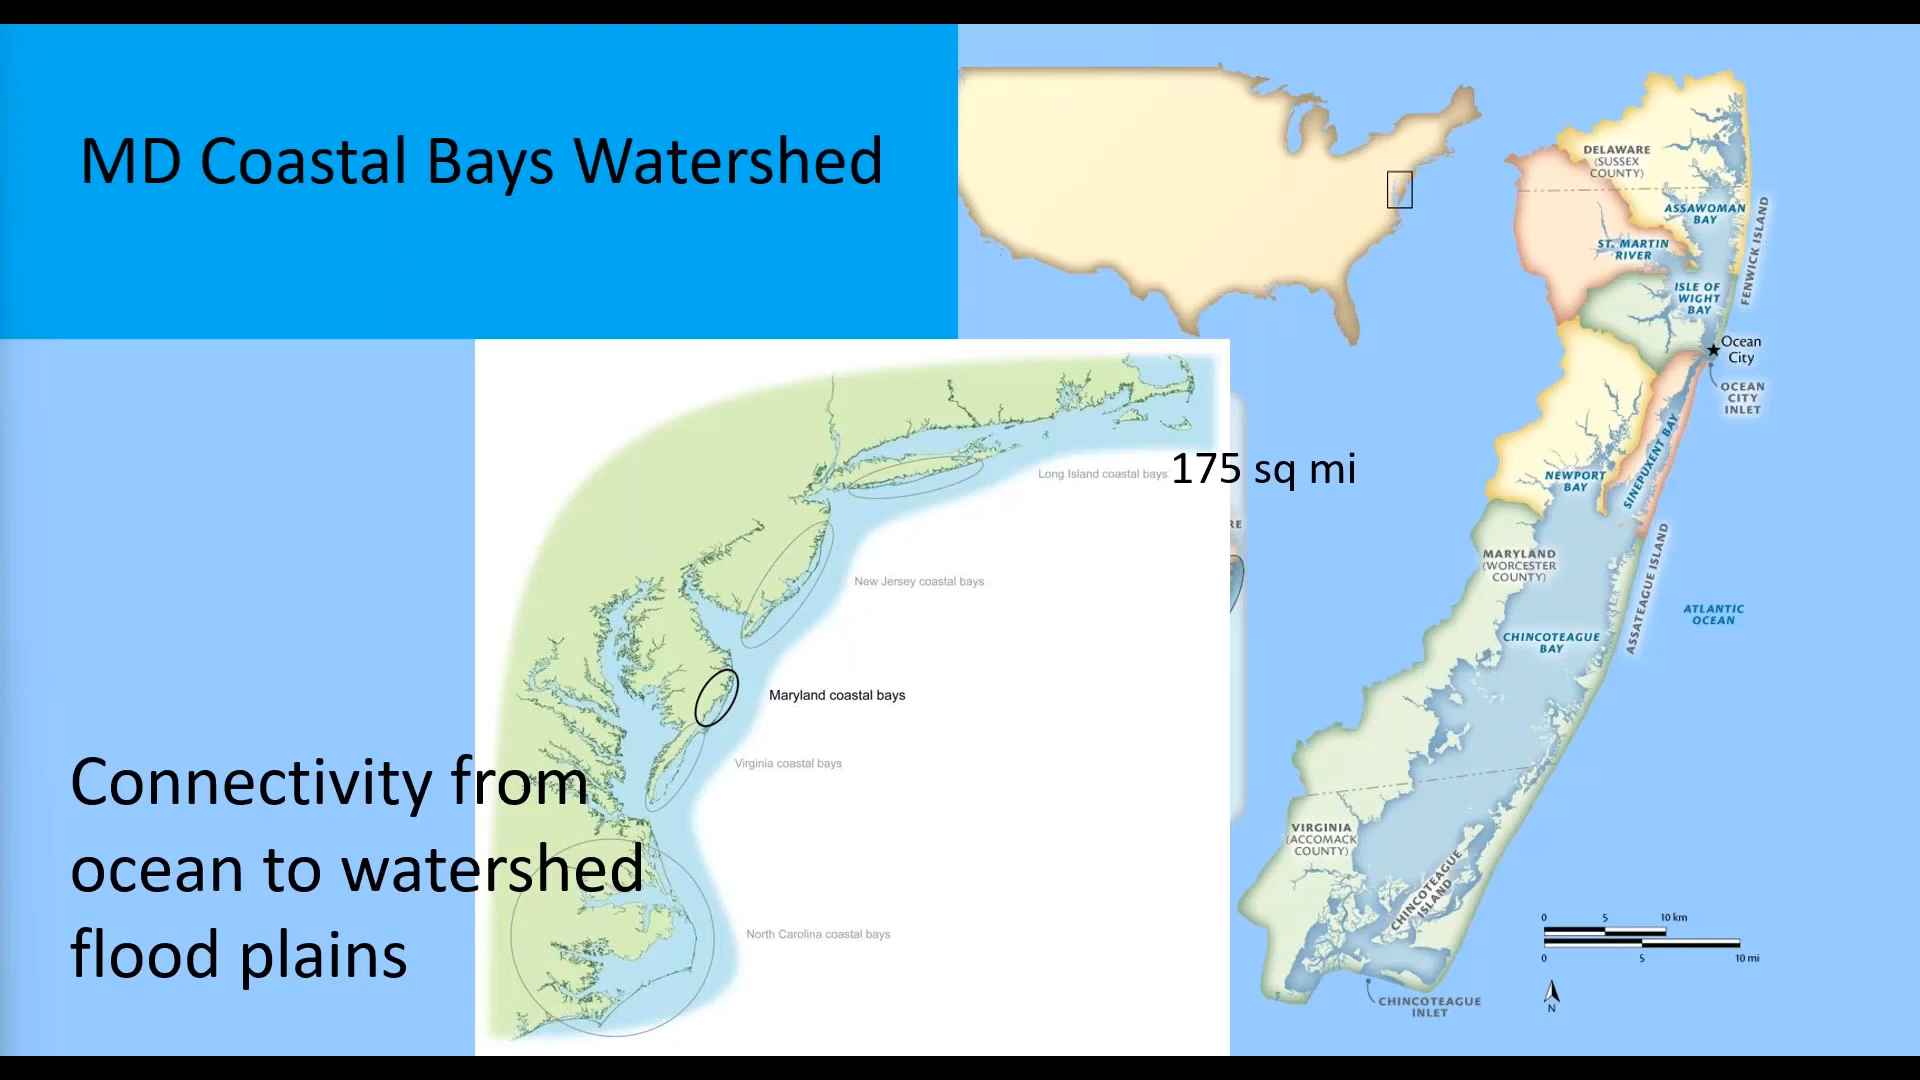 MD Coastal Bays Watershed
DELAWARE
(SUSSEX
COUNTY)
ASSAWOMAN
BAY
FENWICK ISLAND
ST. MARTIN
RIVER
ISLE OF
WIGHT
BAY
Ocean
City
OCEAN
CITY
INLET
Long Island coastal bays
175 sq mi
NEWPORT
BAY
SINEPUXENT BAY
RE
New Jersey coastal bays
MARYLAND
(WORCESTER
COUNTY)
ASSATEAGUE ISLAND
ATLANTIC
OCEAN
CHINCOTEAGUE
BAY
Maryland coastal bays
Virginia coastal bays
Connectivity from
ocean to watershed
flood plains
VIRGINIA
(ACCOMACK
COUNTY)
CHINCOTEAGUE
ISLAND
North Carolina coastal bays
0 5 10 km
0 5 10 mi
N
CHINCOTEAGUE
INLET